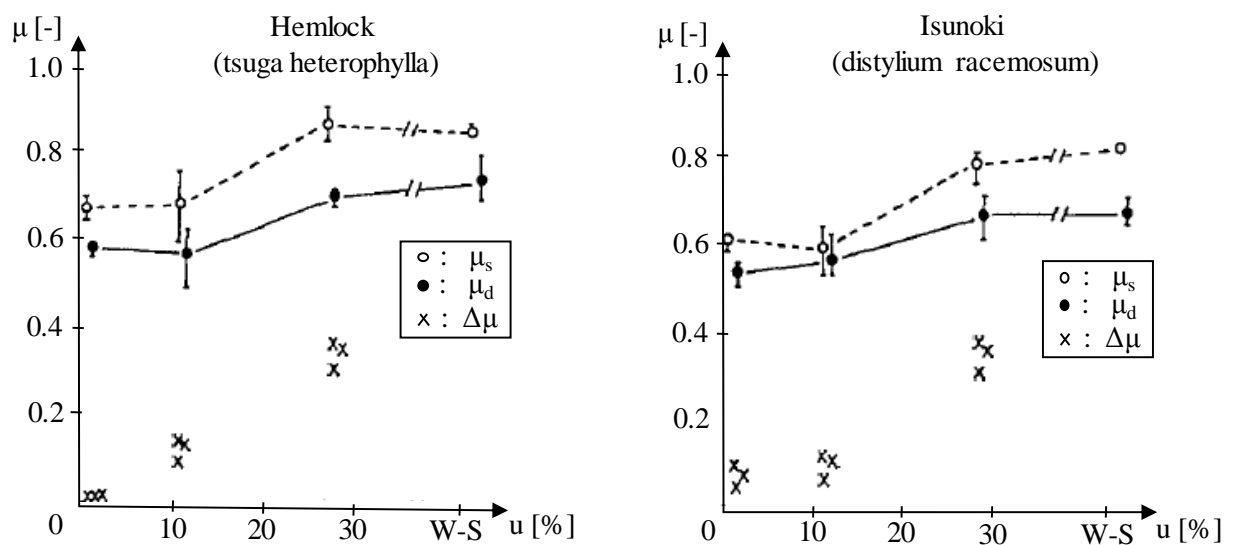 Hemlock
(tsuga heterophylla)
μ [-]
1.0
0.8
0.6
0.4
0.2
0
10
20
30
W-S
u [%]
o : μs
● : μd
x : Δμ
Isunoki
(distylium racemosum)
μ [-]
1.0
0.8
0.6
0.4
0.2
0
10
20
30
W-S
u [%]
o : μs
● : μd
x : Δμ